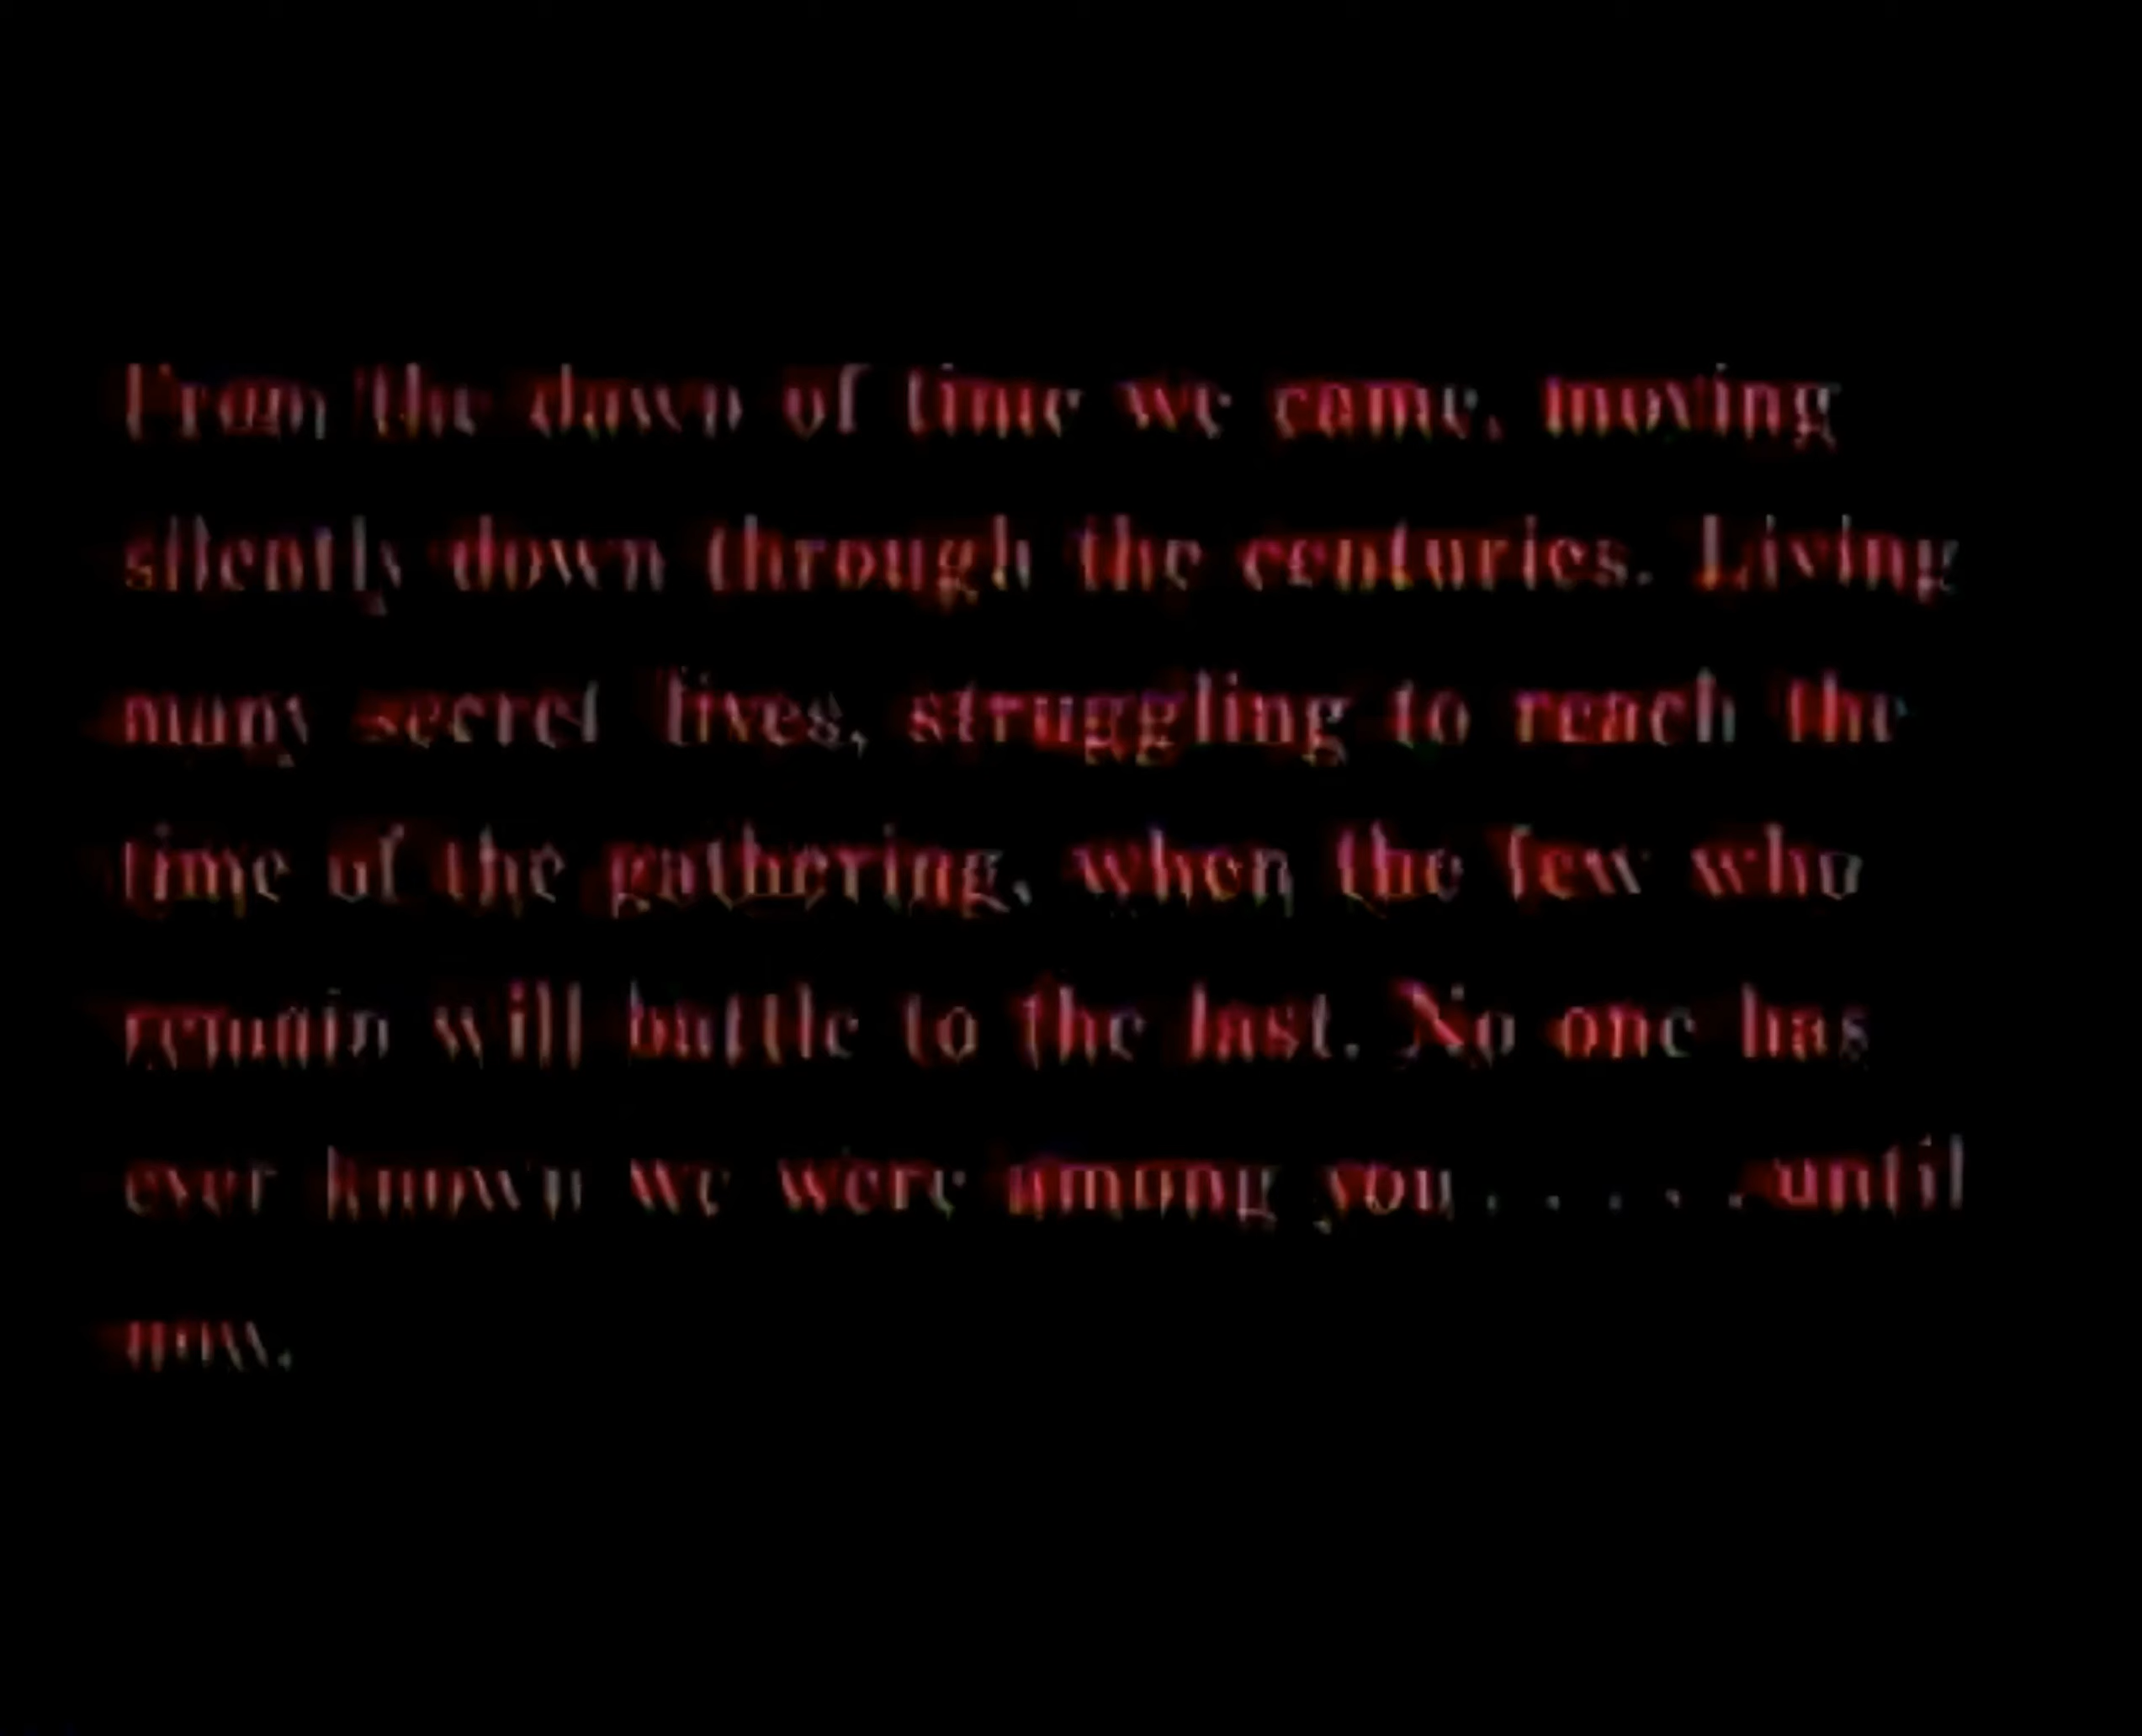 From the dawn of time we came, moving
silently down through the centuries. Living
many secret lives, struggling to reach the
time of the gathering, when the few who
remain will battle to the last. No one has
ever known we were among you . . . . . until
now.